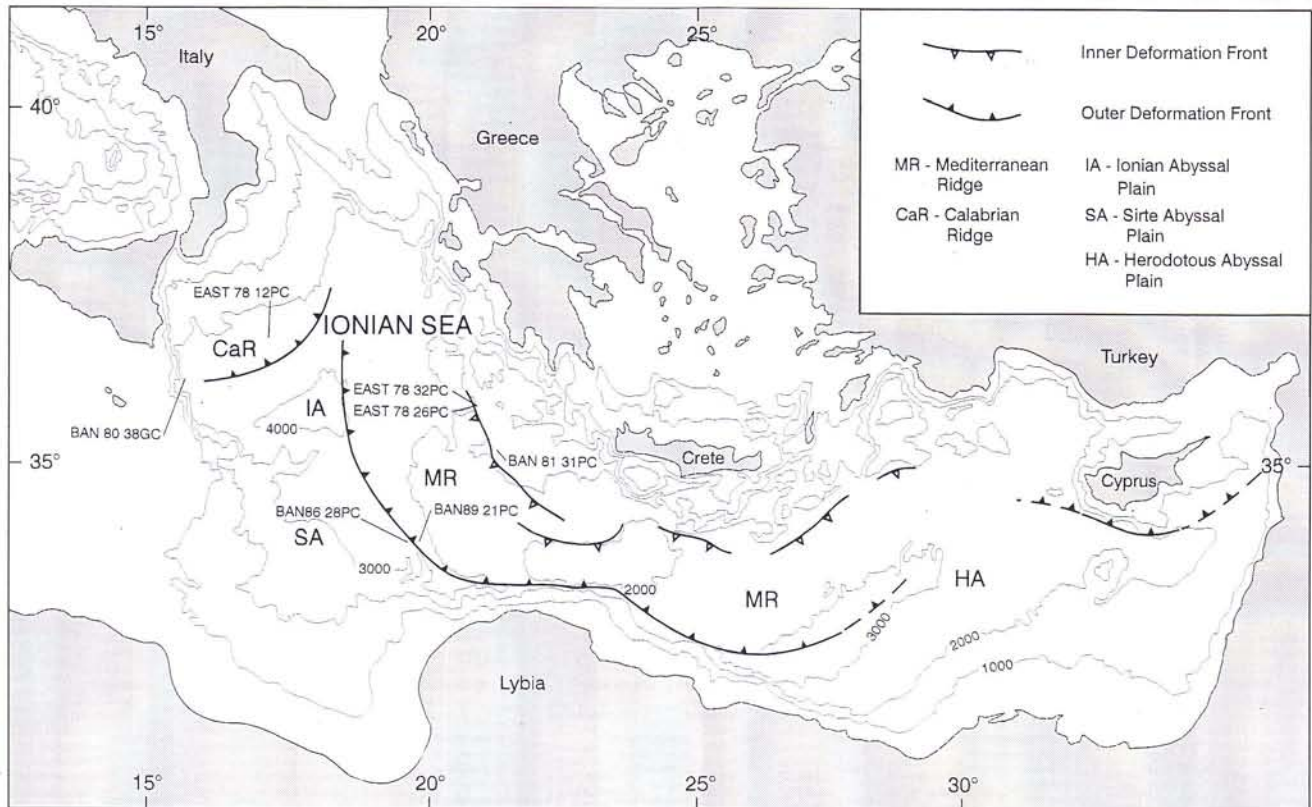 15°
20°
25°
Italy
40°
Greece
Inner Deformation Front
Outer Deformation Front
MR - Mediterranean
Ridge
IA - Ionian Abyssal
Plain
CaR - Calabrian
Ridge
SA - Sirte Abyssal
Plain
HA - Herodotous Abyssal
Plain
EAST 78 12PC
IONIAN SEA
CaR
Turkey
EAST 78 32PC
EAST 78 26PC
IA
4000
BAN 80 38GC
35°
BAN 81 31PC
Crete
35°
Cyprus
MR
BAN86 28PC
BAN89 21PC
SA
3000
2000
MR
HA
3000
2000
1000
Lybia
15°
20°
25°
30°